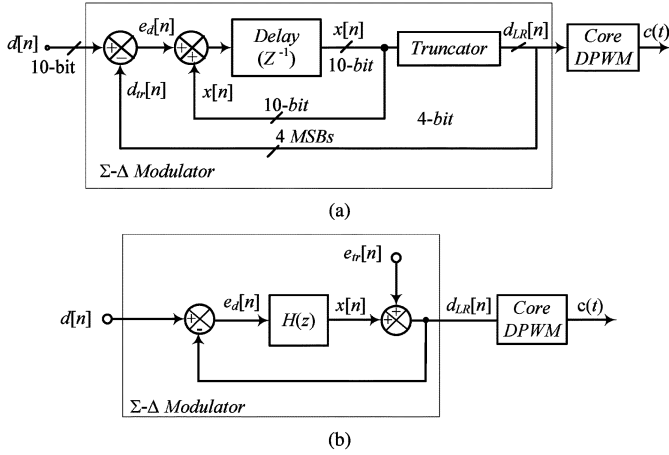 d[n]
10-bit
e_d[n]
+
−
+
+
Delay
(Z⁻¹)
x[n]
10-bit
Truncator
d_LR[n]
Core
DPWM
c(t)
d_tr[n]
x[n]
10-bit
4-bit
4 MSBs
Σ-Δ Modulator
(a)
e_tr[n]
d[n]
+
-
e_d[n]
H(z)
x[n]
+
+
d_LR[n]
Core
DPWM
c(t)
Σ-Δ Modulator
(b)